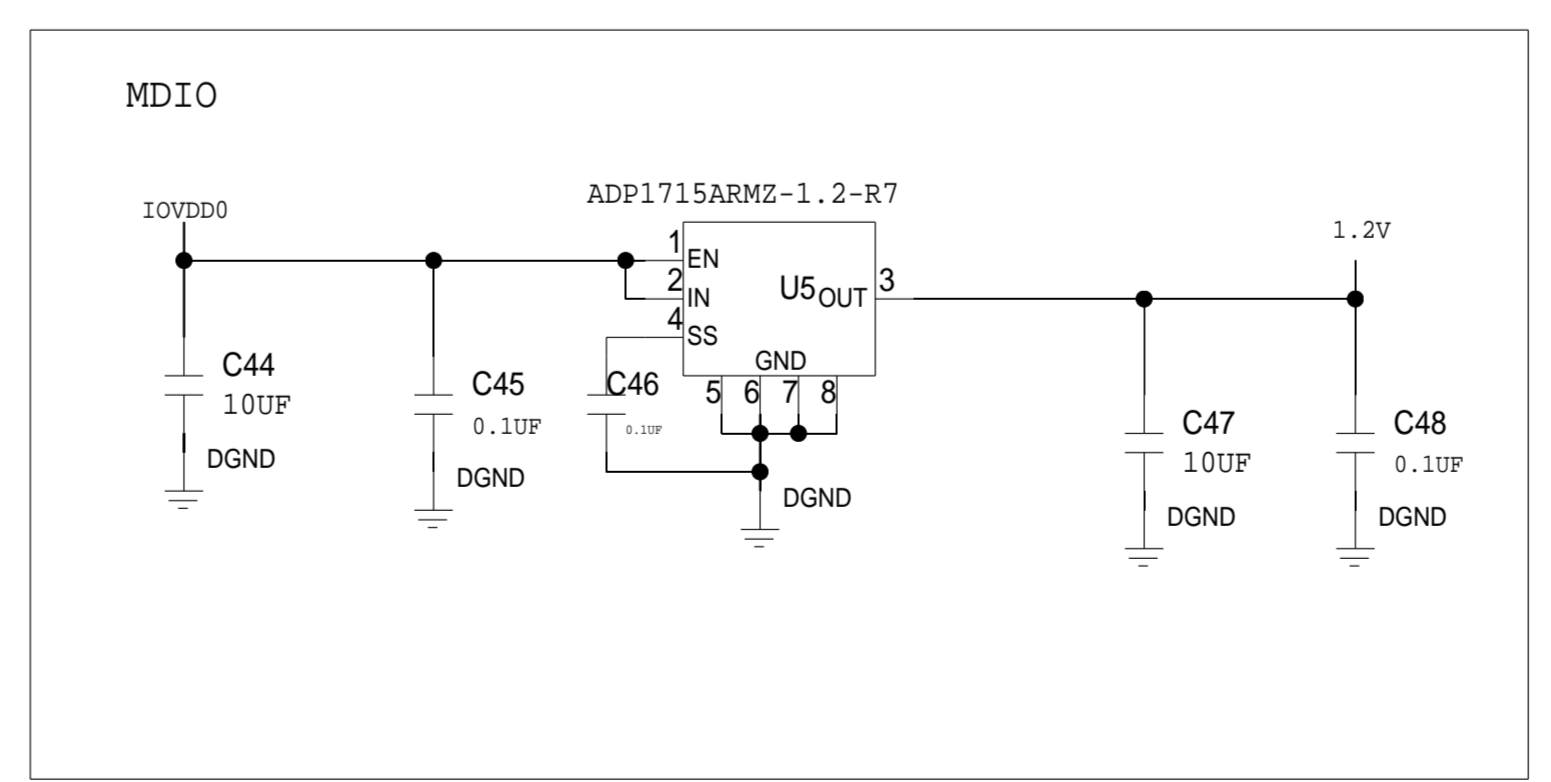 MDIO
ADP1715ARMZ-1.2-R7
IOVDD0
1.2V
1
EN
2
IN
U5
OUT
3
4
SS
GND
5
6
7
8
C44
10UF
DGND
C45
0.1UF
DGND
C46
0.1UF
DGND
C47
10UF
DGND
C48
0.1UF
DGND